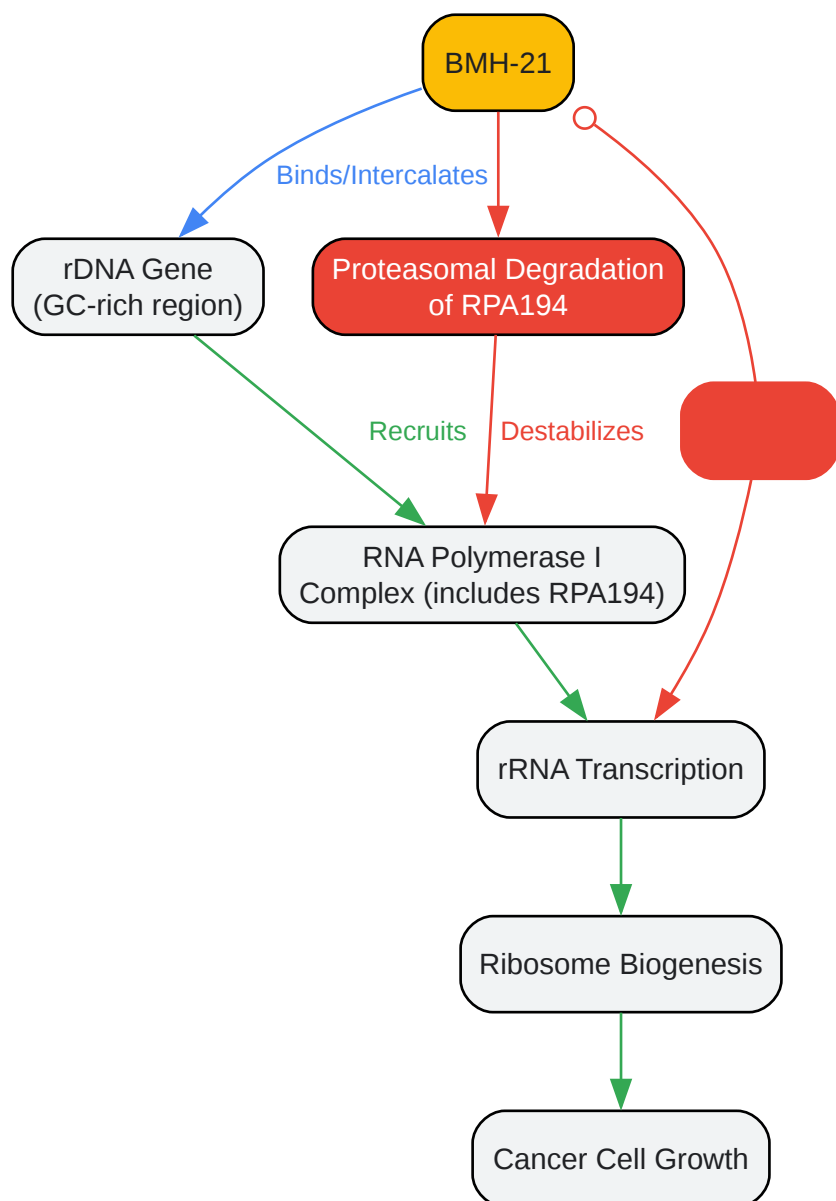 BMH-21
Binds/Intercalates
rDNA Gene
(GC-rich region)
Proteasomal Degradation
of RPA194
Recruits
Destabilizes
RNA Polymerase I
Complex (includes RPA194)
rRNA Transcription
Ribosome Biogenesis
Cancer Cell Growth